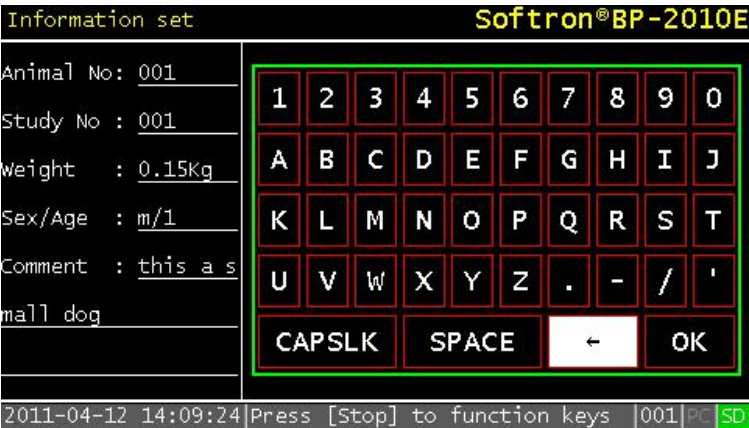 Information set
Softron®BP-2010E
Animal No: 001
Study No : 001
Weight : 0.15Kg
Sex/Age : m/1
Comment : this a s
mall dog
1 2 3 4 5 6 7 8 9 0
A B C D E F G H I J
K L M N O P Q R S T
U V W X Y Z . - / '
CAPSLK SPACE ← OK
2011-04-12 14:09:24 Press [Stop] to function keys 001 PC SD